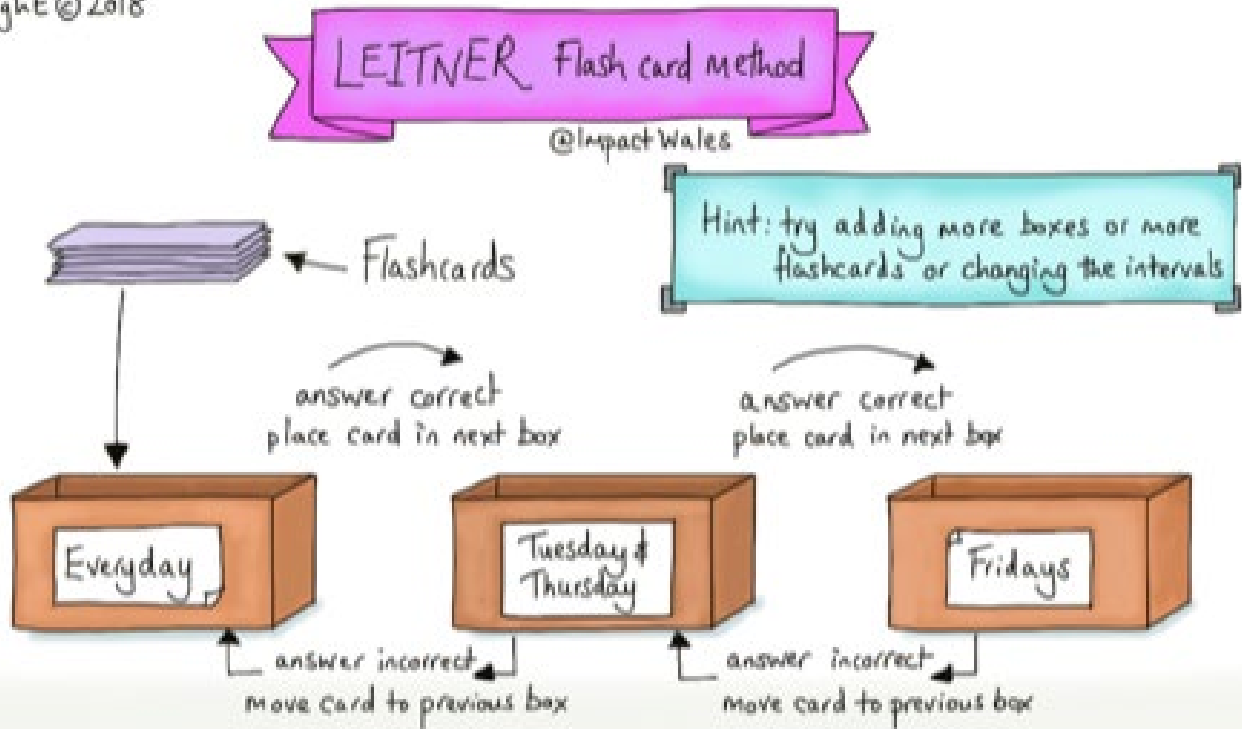 ght © 2018
LEITNER Flash card method
@ImpactWales
Hint: try adding more boxes or more
flashcards or changing the intervals
Flashcards
answer correct
place card in next box
answer correct
place card in next box
Everyday
Tuesday &
Thursday
Fridays
answer incorrect
move card to previous box
answer incorrect
move card to previous box